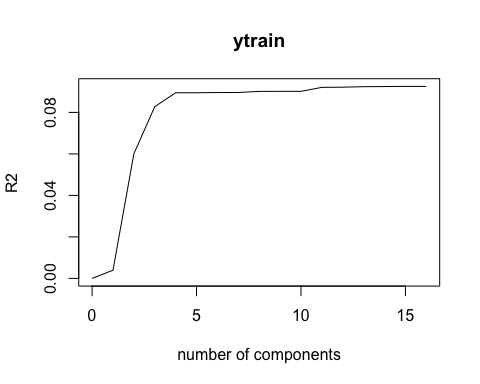 ytrain
0.08
0.04
0.00
R2
0 5 10 15
number of components